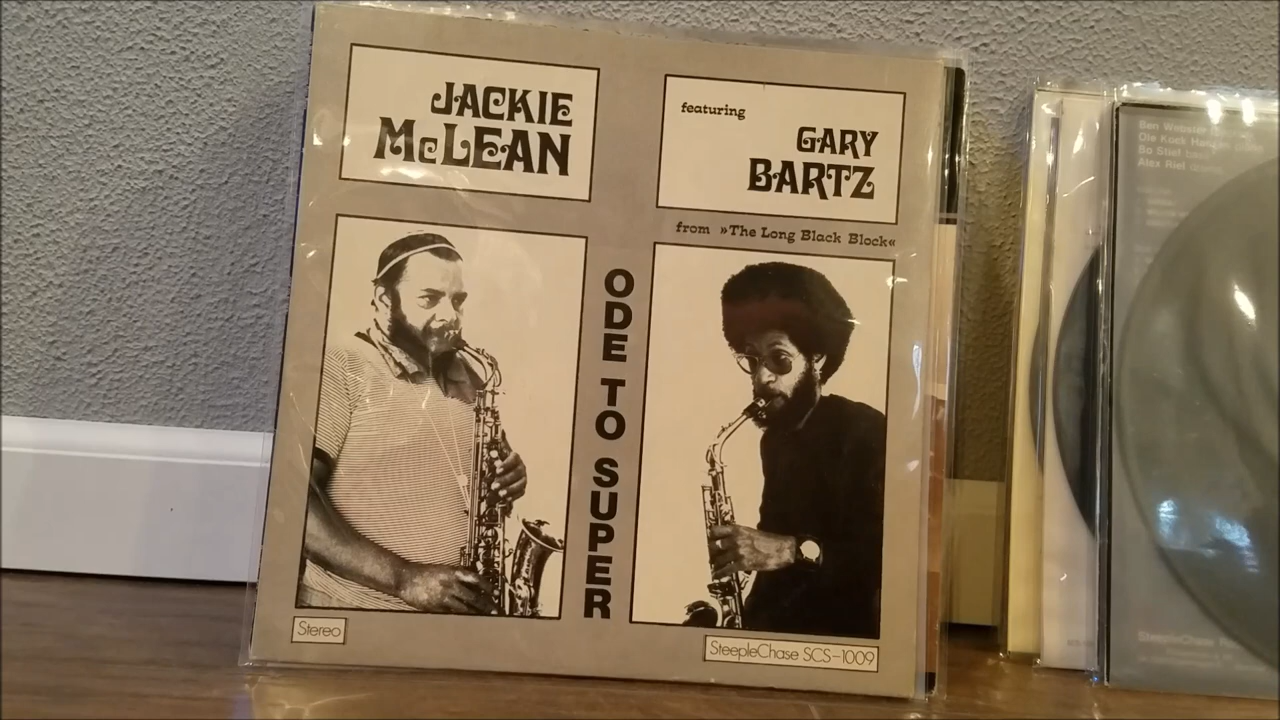 JACKIE
McLEAN
featuring
GARY
BARTZ
from »The Long Black Block«
ODE TO SUPER
Stereo
SteepleChase SCS-1009
Ben Webster
Ole Kock
Bo Stief
Alex Riel
SteepleChase